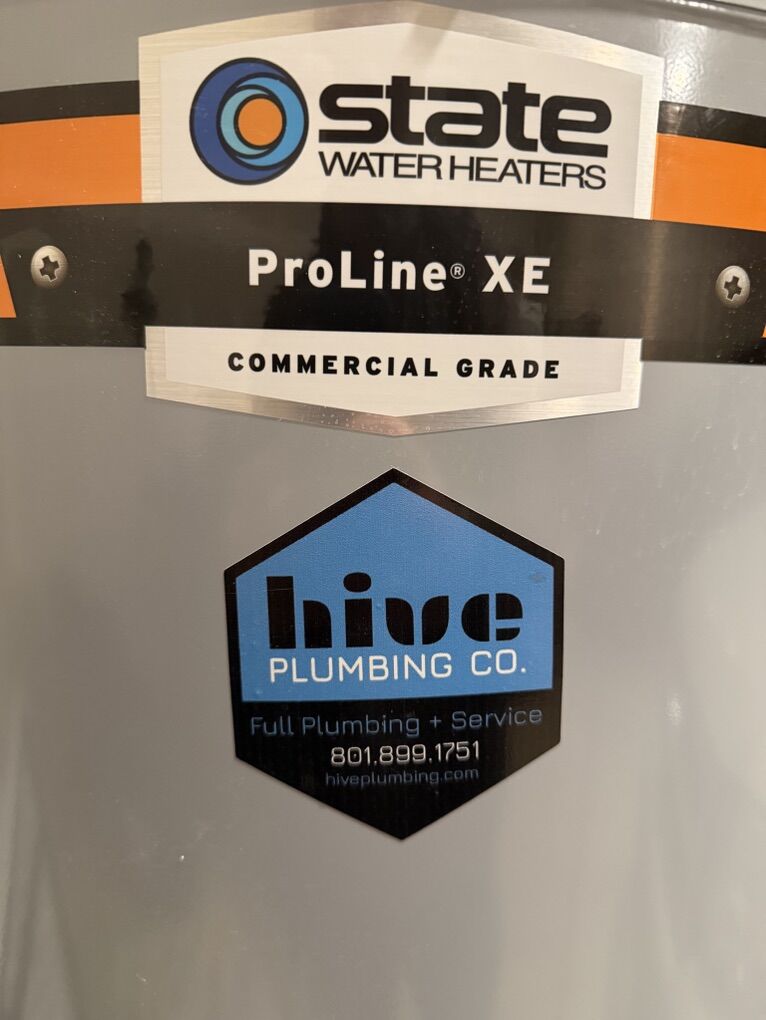 state
WATER HEATERS
ProLine® XE
COMMERCIAL GRADE
hive
PLUMBING CO.
Full Plumbing + Service
801.899.1751
hiveplumbing.com